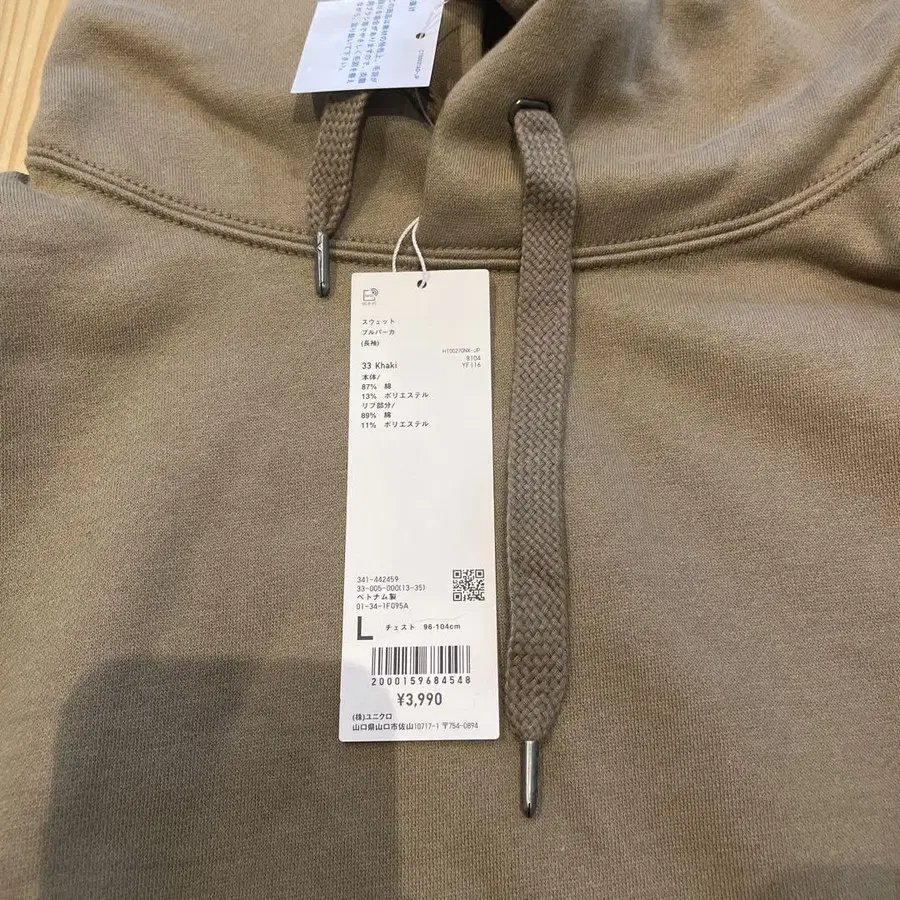 スウェット
プルパーカ
(長袖)
HT00270NK-JP
8104
33 Khaki
YF116
本体/
87% 綿
13% ポリエステル
リブ部分/
89% 綿
11% ポリエステル
341-442459
33-005-000(13-35)
ベトナム製
01-34-1F095A
L チェスト 96-104cm
2000159684548
¥3,990
(株)ユニクロ
山口県山口市佐山10717-1 〒754-0894